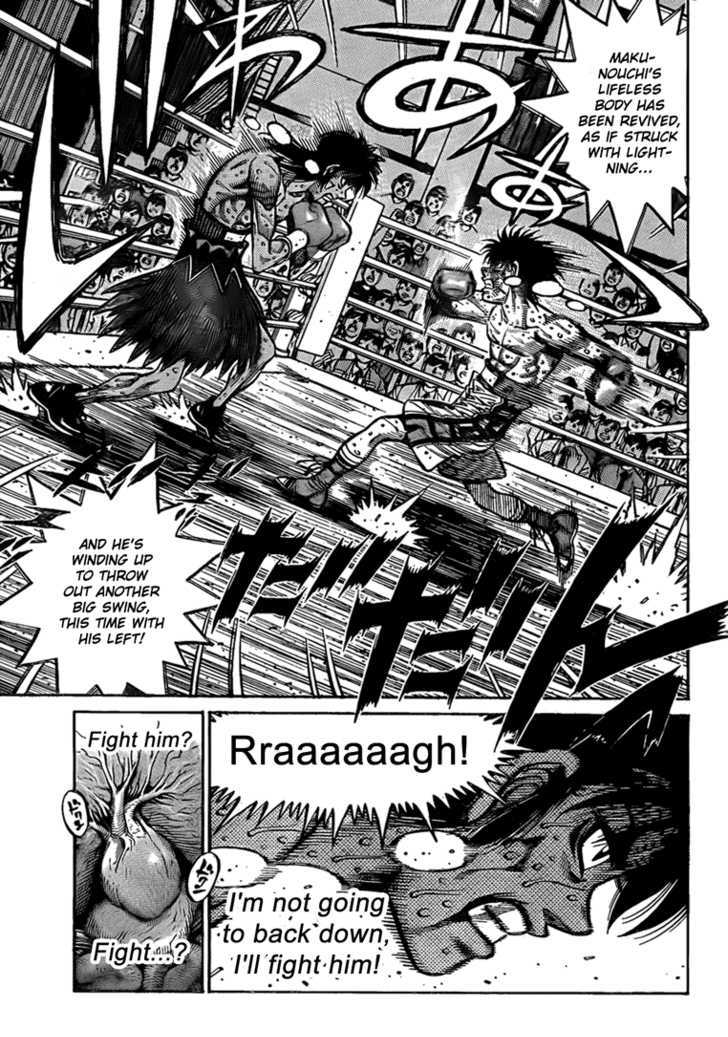 MAKU-
NOUCHI'S
LIFELESS
BODY HAS
BEEN REVIVED,
AS IF STRUCK
WITH LIGHT-
NING...
AND HE'S
WINDING UP
TO THROW
OUT ANOTHER
BIG SWING,
THIS TIME WITH
HIS LEFT!
Rraaaaaagh!
I'm not going
to back down,
I'll fight him!
Fight him?
Fight...?